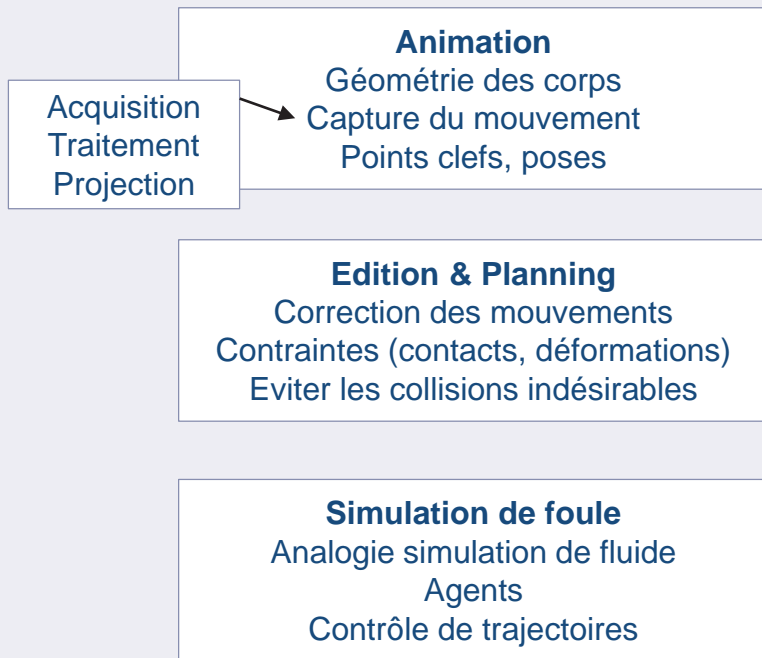 Animation
Géométrie des corps
Capture du mouvement
Points clefs, poses
Acquisition
Traitement
Projection
Edition & Planning
Correction des mouvements
Contraintes (contacts, déformations)
Eviter les collisions indésirables
Simulation de foule
Analogie simulation de fluide
Agents
Contrôle de trajectoires